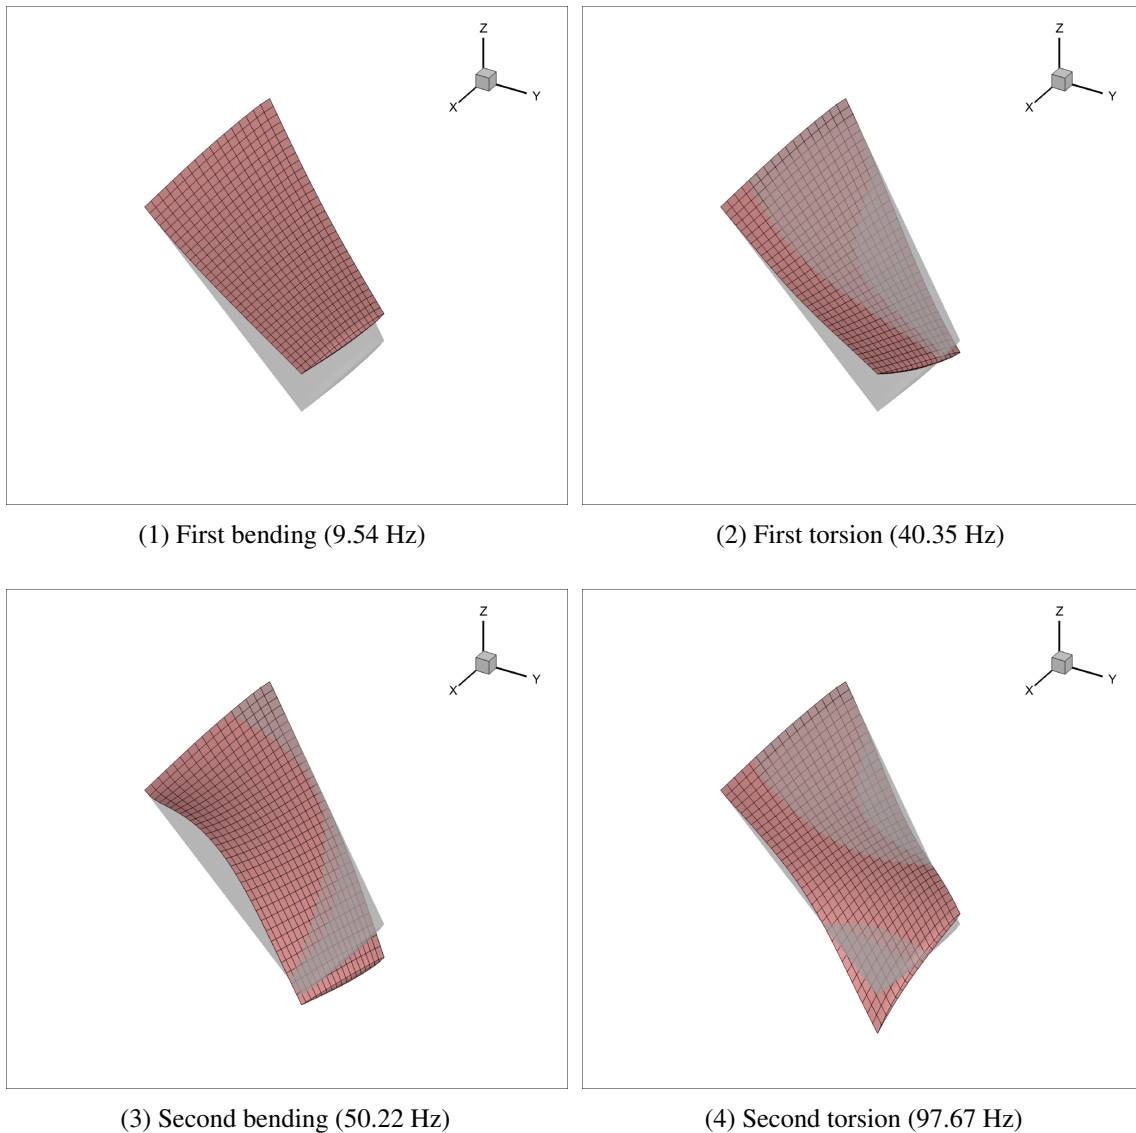 Z
X
Y
Z
X
Y
(1) First bending (9.54 Hz)
(2) First torsion (40.35 Hz)
Z
X
Y
Z
X
Y
(3) Second bending (50.22 Hz)
(4) Second torsion (97.67 Hz)